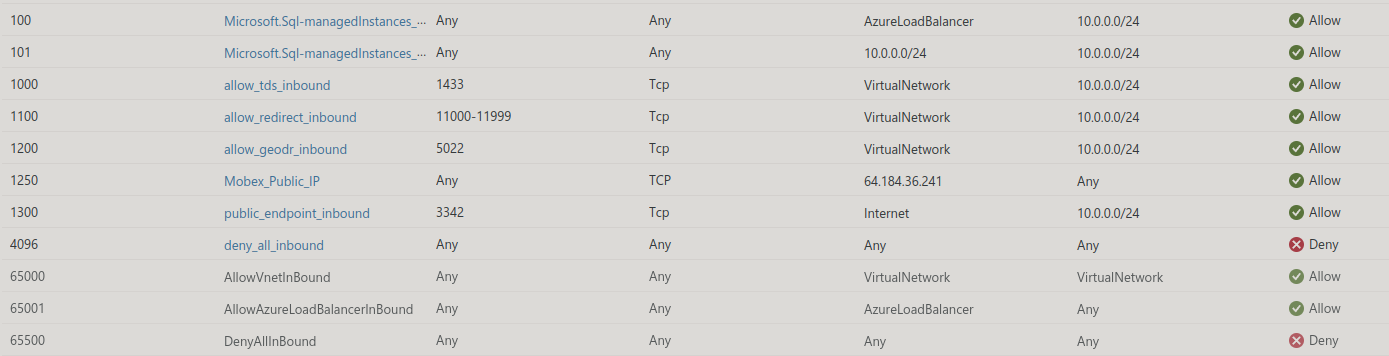 100 Microsoft.Sql-managedInstances_... Any Any AzureLoadBalancer 10.0.0.0/24 Allow
101 Microsoft.Sql-managedInstances_... Any Any 10.0.0.0/24 10.0.0.0/24 Allow
1000 allow_tds_inbound 1433 Tcp VirtualNetwork 10.0.0.0/24 Allow
1100 allow_redirect_inbound 11000-11999 Tcp VirtualNetwork 10.0.0.0/24 Allow
1200 allow_geodr_inbound 5022 Tcp VirtualNetwork 10.0.0.0/24 Allow
1250 Mobex_Public_IP Any TCP 64.184.36.241 Any Allow
1300 public_endpoint_inbound 3342 Tcp Internet 10.0.0.0/24 Allow
4096 deny_all_inbound Any Any Any Any Deny
65000 AllowVnetInBound Any Any VirtualNetwork VirtualNetwork Allow
65001 AllowAzureLoadBalancerInBound Any Any AzureLoadBalancer Any Allow
65500 DenyAllInBound Any Any Any Any Deny